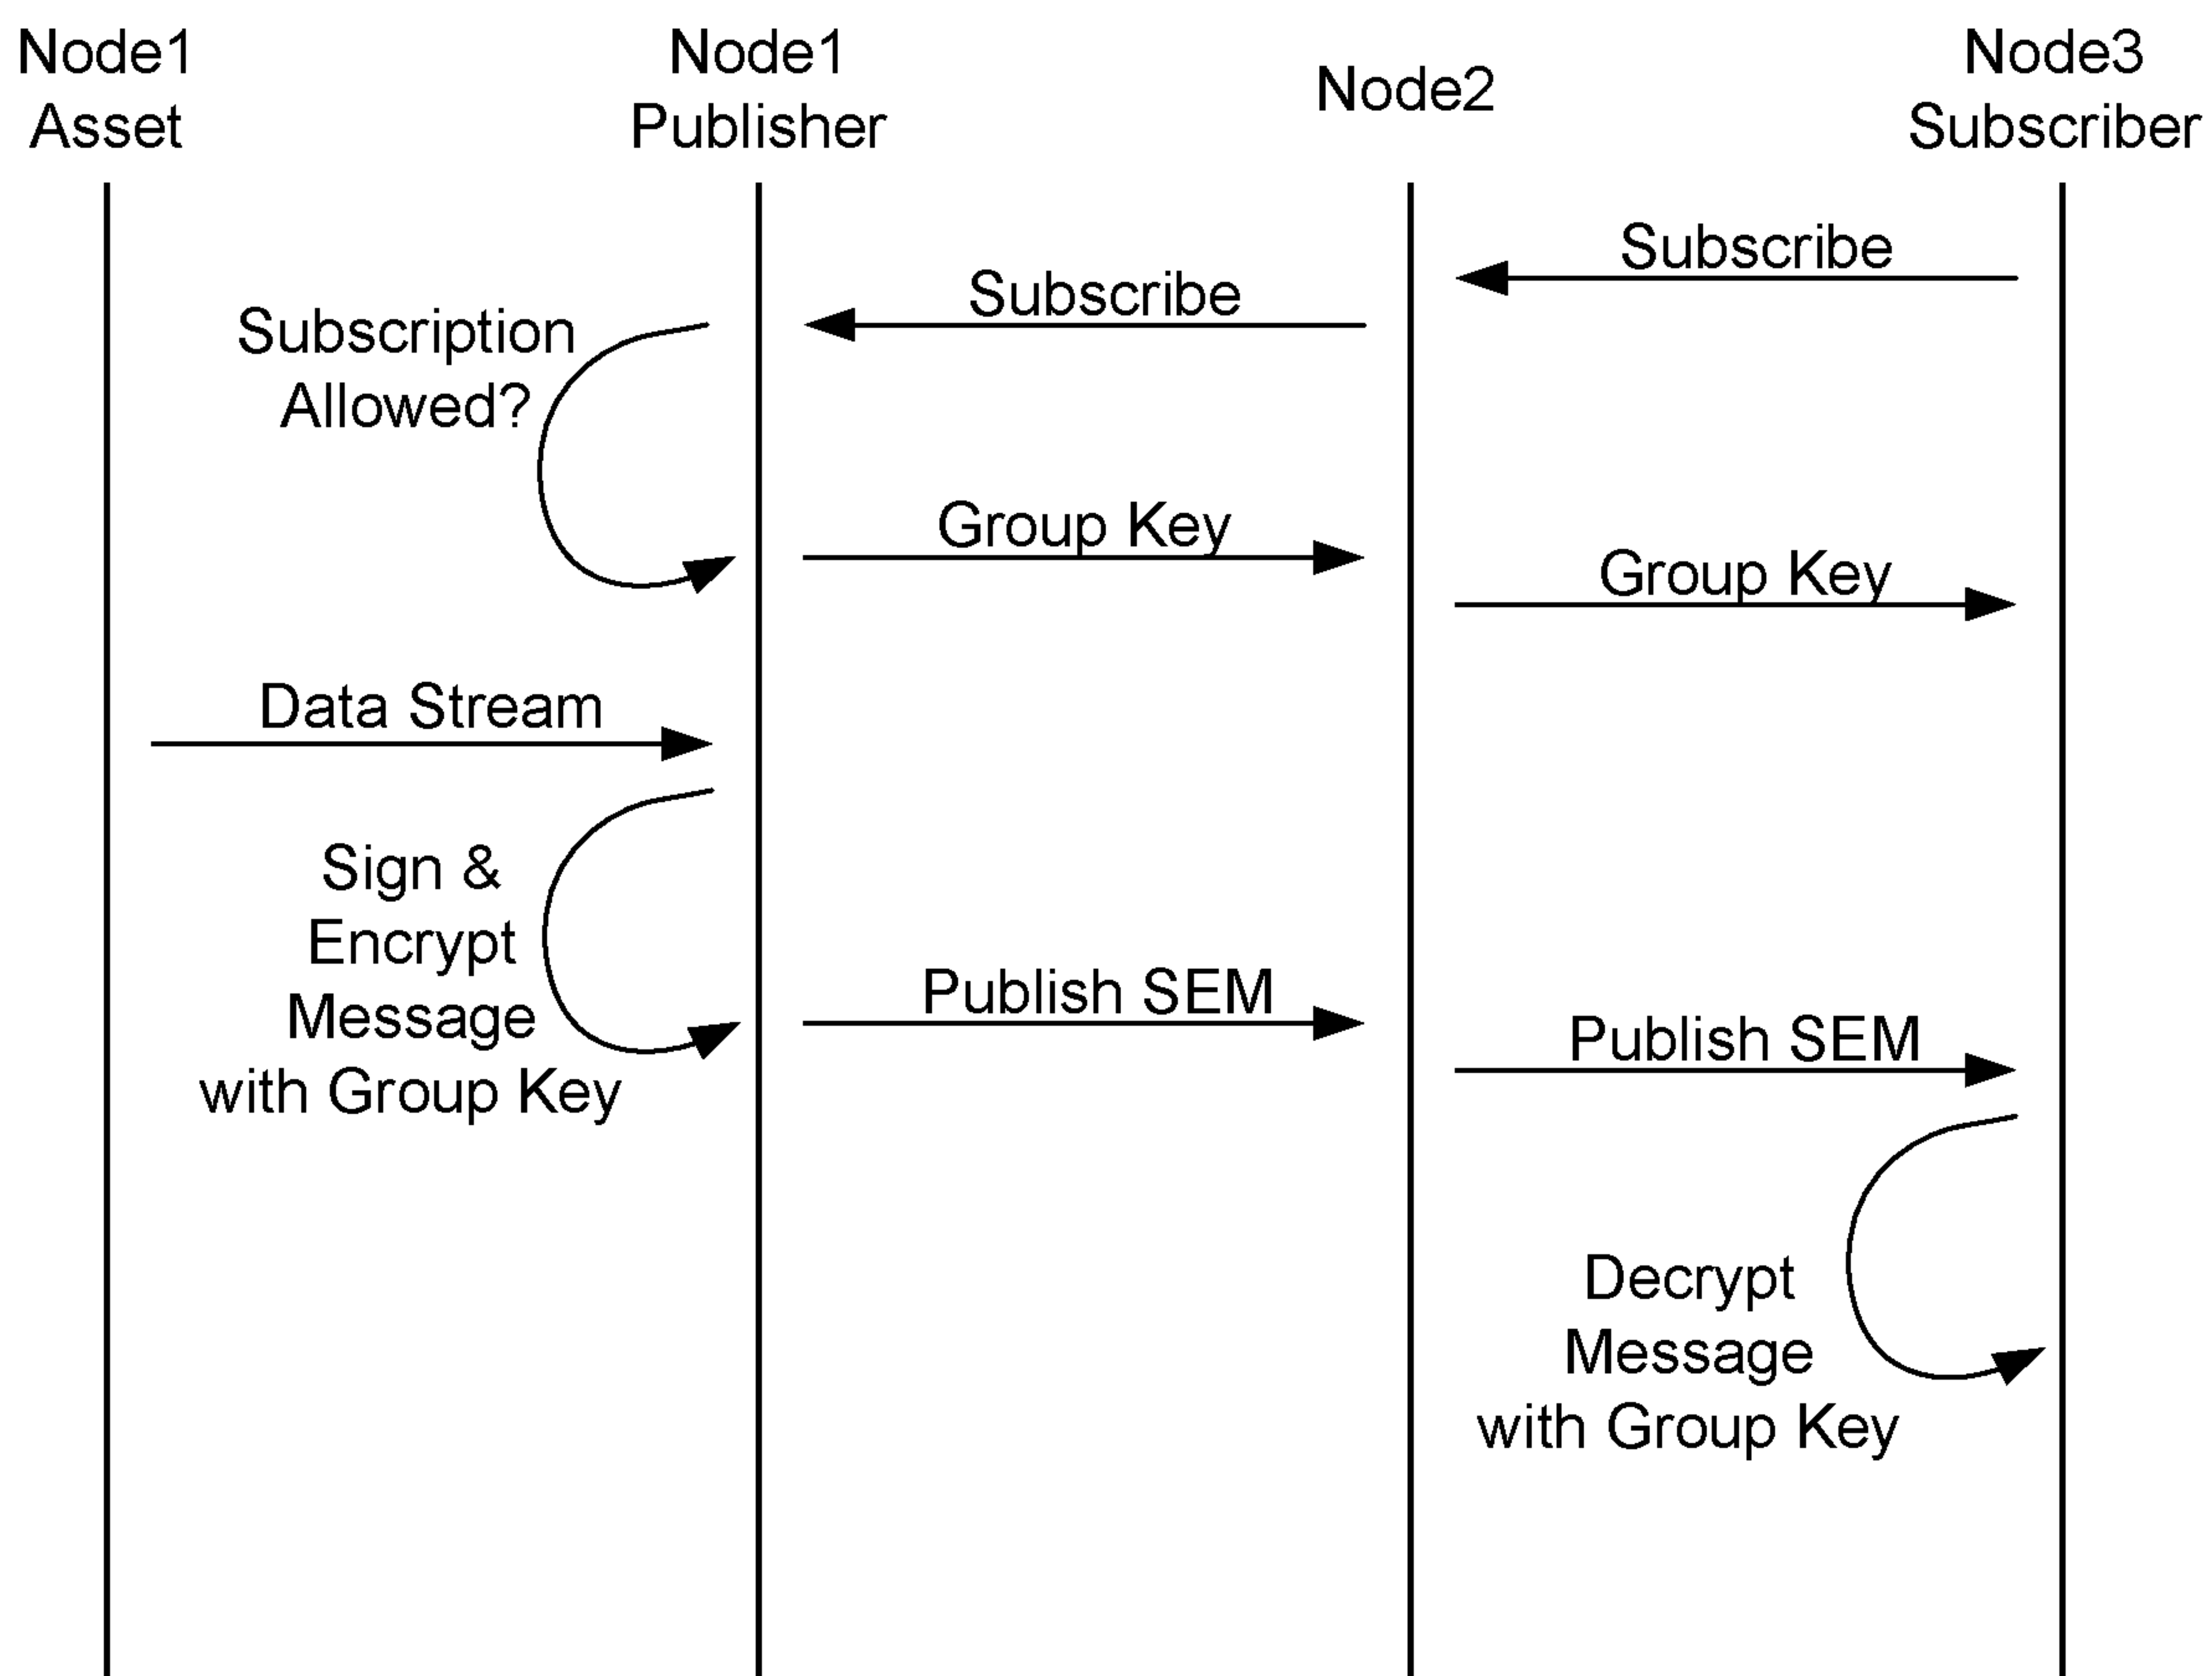 Node1
Asset
Node1
Publisher
Node2
Node3
Subscriber
Subscribe
Subscribe
Subscription
Allowed?
Group Key
Group Key
Data Stream
Sign &
Encrypt
Message
with Group Key
Publish SEM
Publish SEM
Decrypt
Message
with Group Key